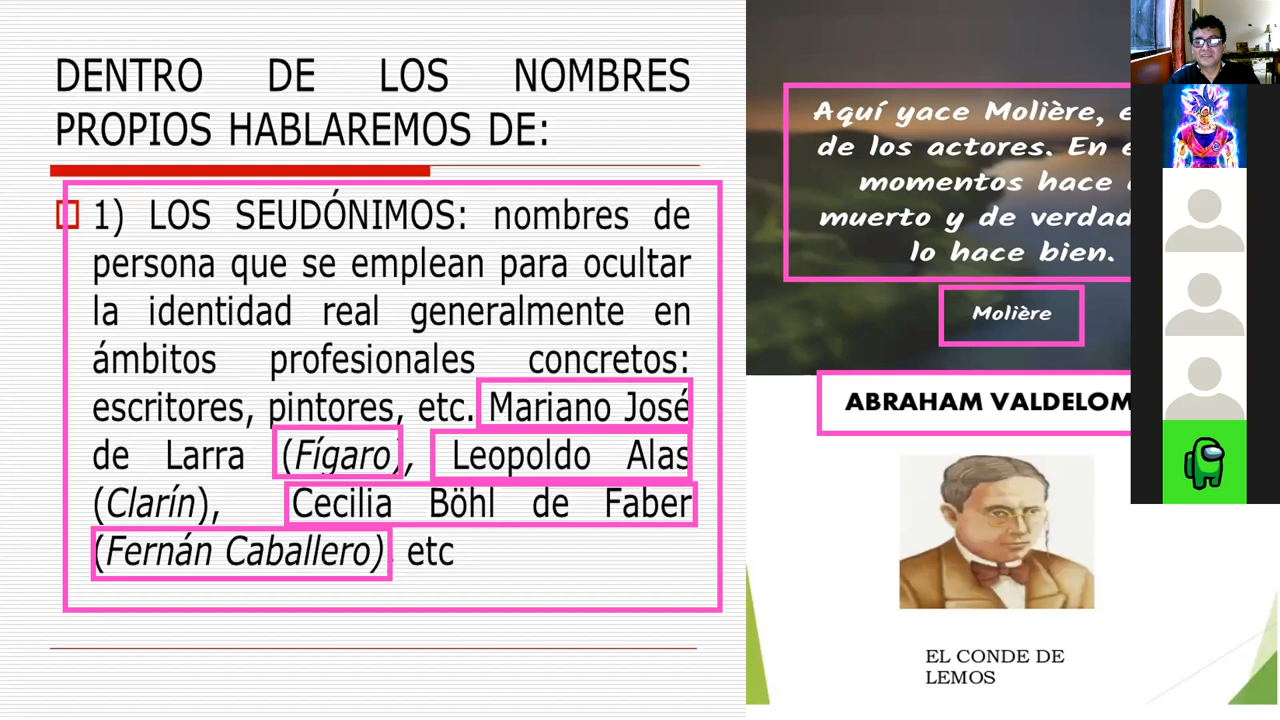 DENTRO DE LOS NOMBRES
PROPIOS HABLAREMOS DE:
1) LOS SEUDÓNIMOS: nombres de
persona que se emplean para ocultar
la identidad real generalmente en
ámbitos profesionales concretos:
escritores, pintores, etc. Mariano José
de Larra (Fígaro), Leopoldo Alas
(Clarín), Cecilia Böhl de Faber
(Fernán Caballero) etc
Aquí yace Molière,
de los actores. En
momentos hace
muerto y de verdad
lo hace bien.
Molière
ABRAHAM VALDELOM
EL CONDE DE
LEMOS